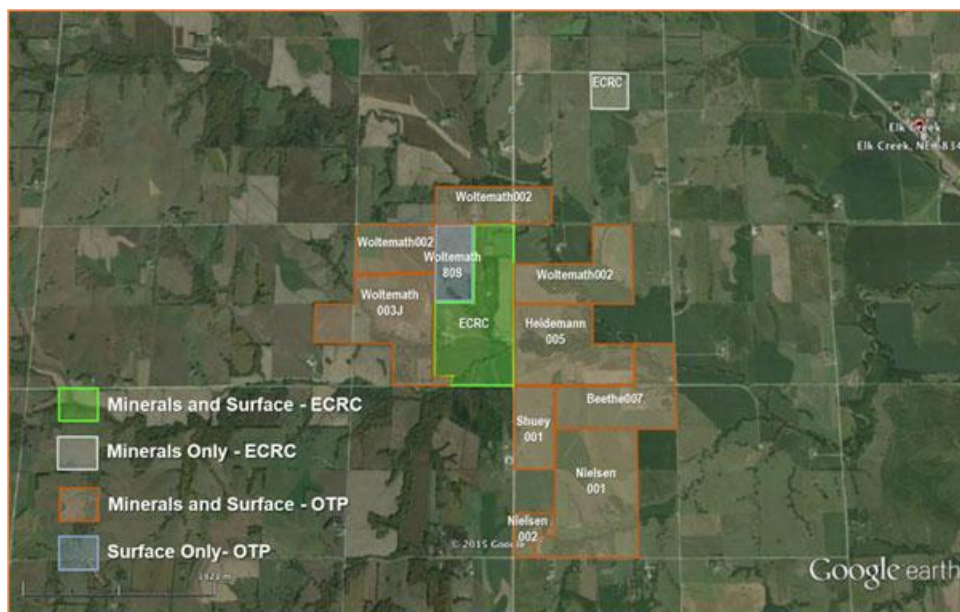 ECRC
Elk Creek
Elk Creek, NE
Woltemath002
Woltemath002
Woltemath
808
Woltemath002
Woltemath
003J
ECRC
Heidemann
005
Minerals and Surface - ECRC
Beethe007
Shuey
001
Minerals Only - ECRC
Nielsen
001
Minerals and Surface - OTP
Nielsen
002
Surface Only- OTP
© 2015 Google
Google earth